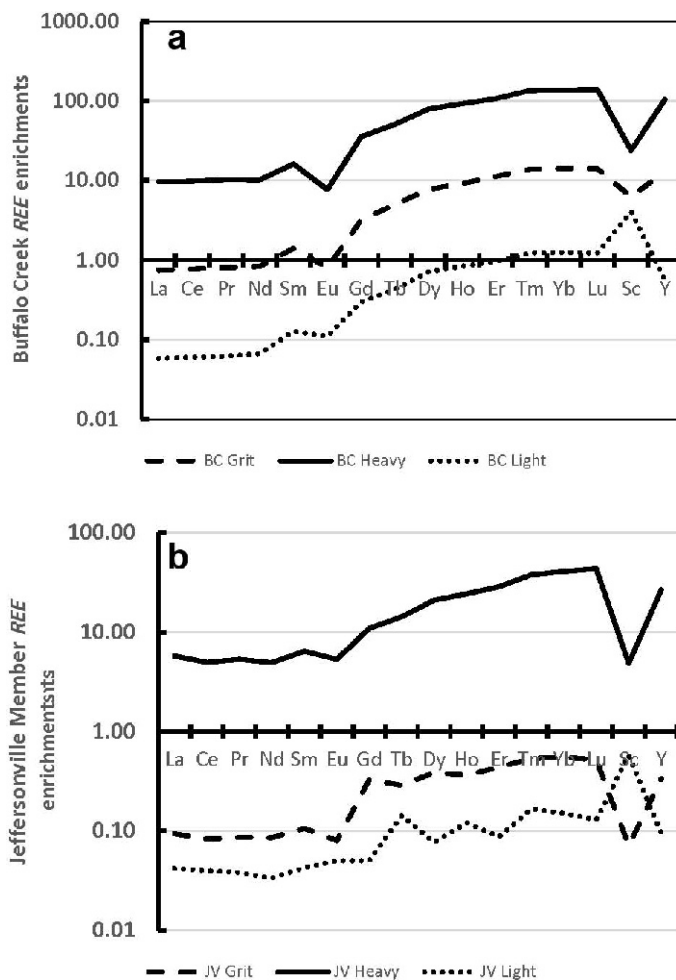 a
1000.00
100.00
10.00
1.00
0.10
0.01
Buffalo Creek REE enrichments
La Ce Pr Nd Sm Eu Gd Tb Dy Ho Er Tm Yb Lu Sc Y
BC Grit BC Heavy BC Light
b
100.00
10.00
1.00
0.10
0.01
Jeffersonville Member REE
enrichmentsıts
La Ce Pr Nd Sm Eu Gd Tb Dy Ho Er Tm Yb Lu Sc Y
JV Grit JV Heavy JV Light